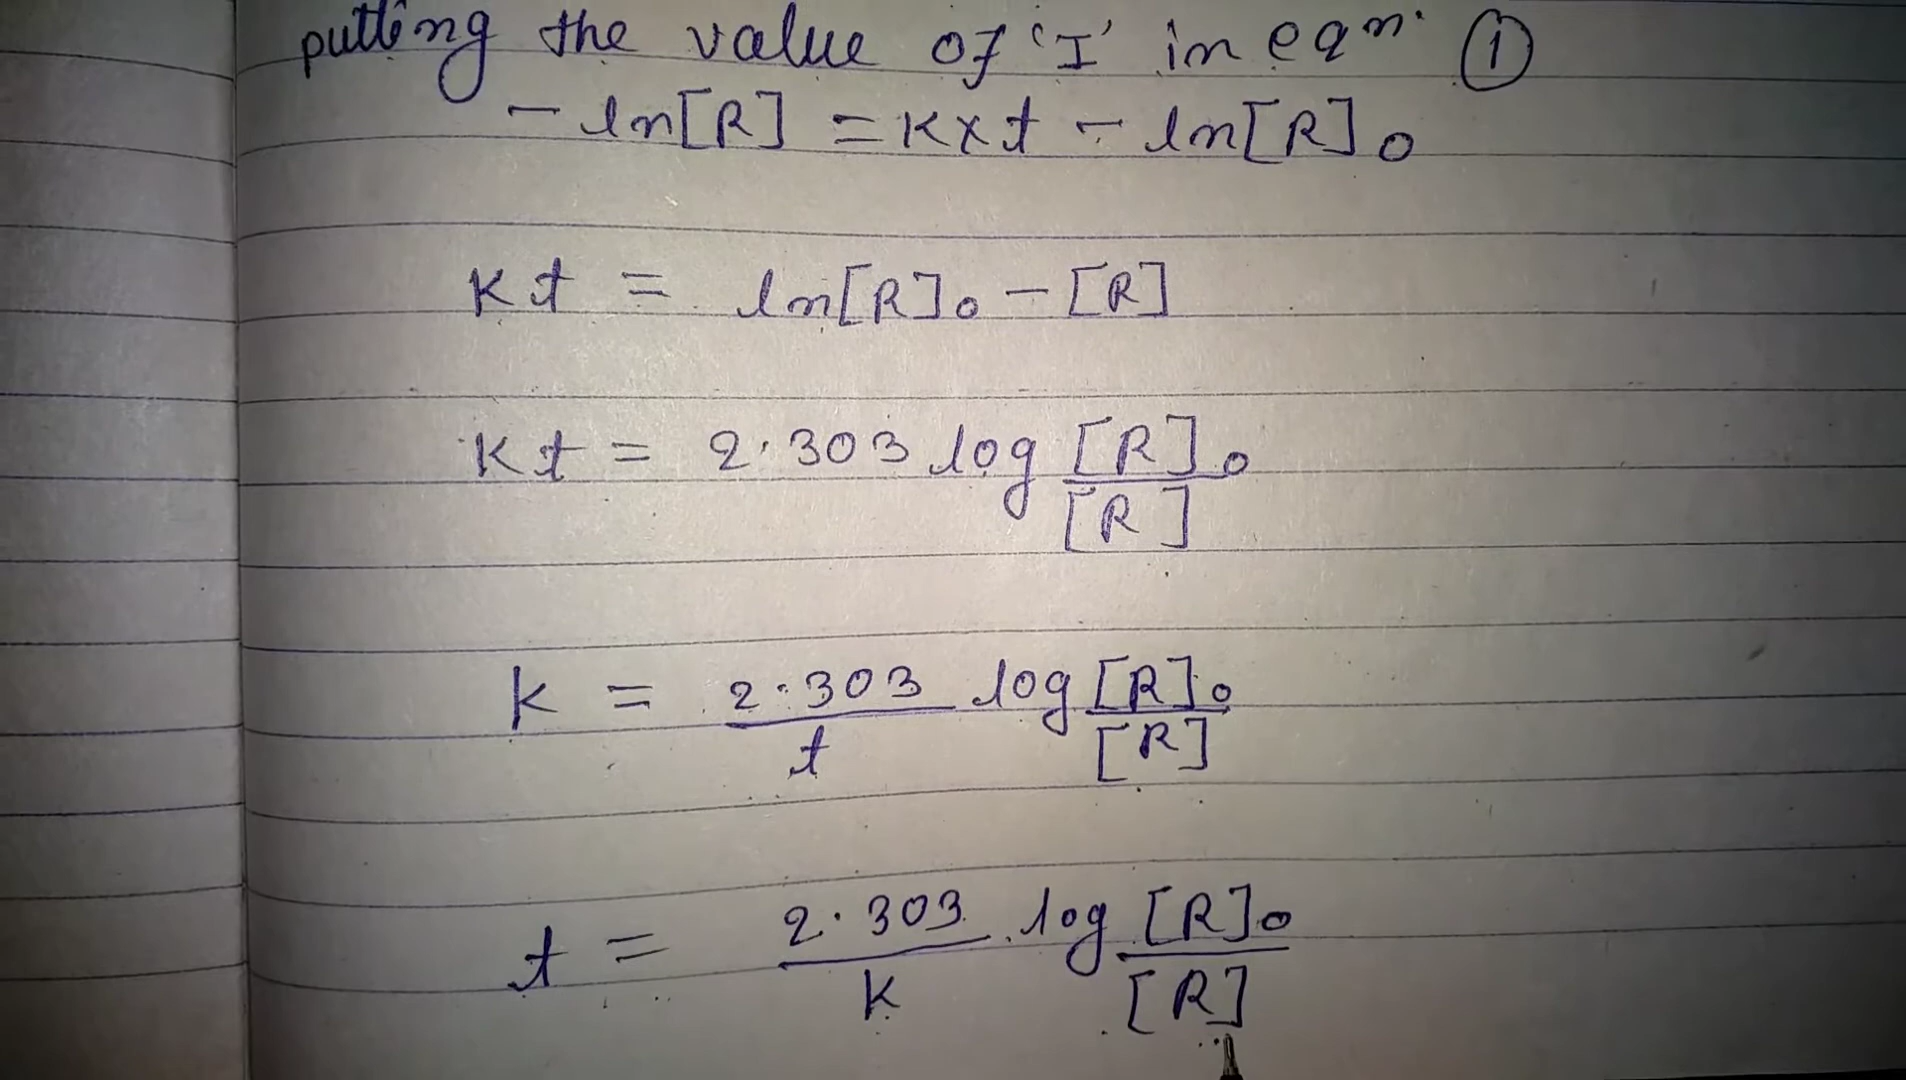 putting the value of 'I' in eqn. ①
- ln[R] = K×t - ln[R]₀
Kt = ln[R]₀ - [R]
Kt = 2.303 log [R]₀/[R]
K = 2.303/t log [R]₀/[R]
t = 2.303/K log [R]₀/[R]